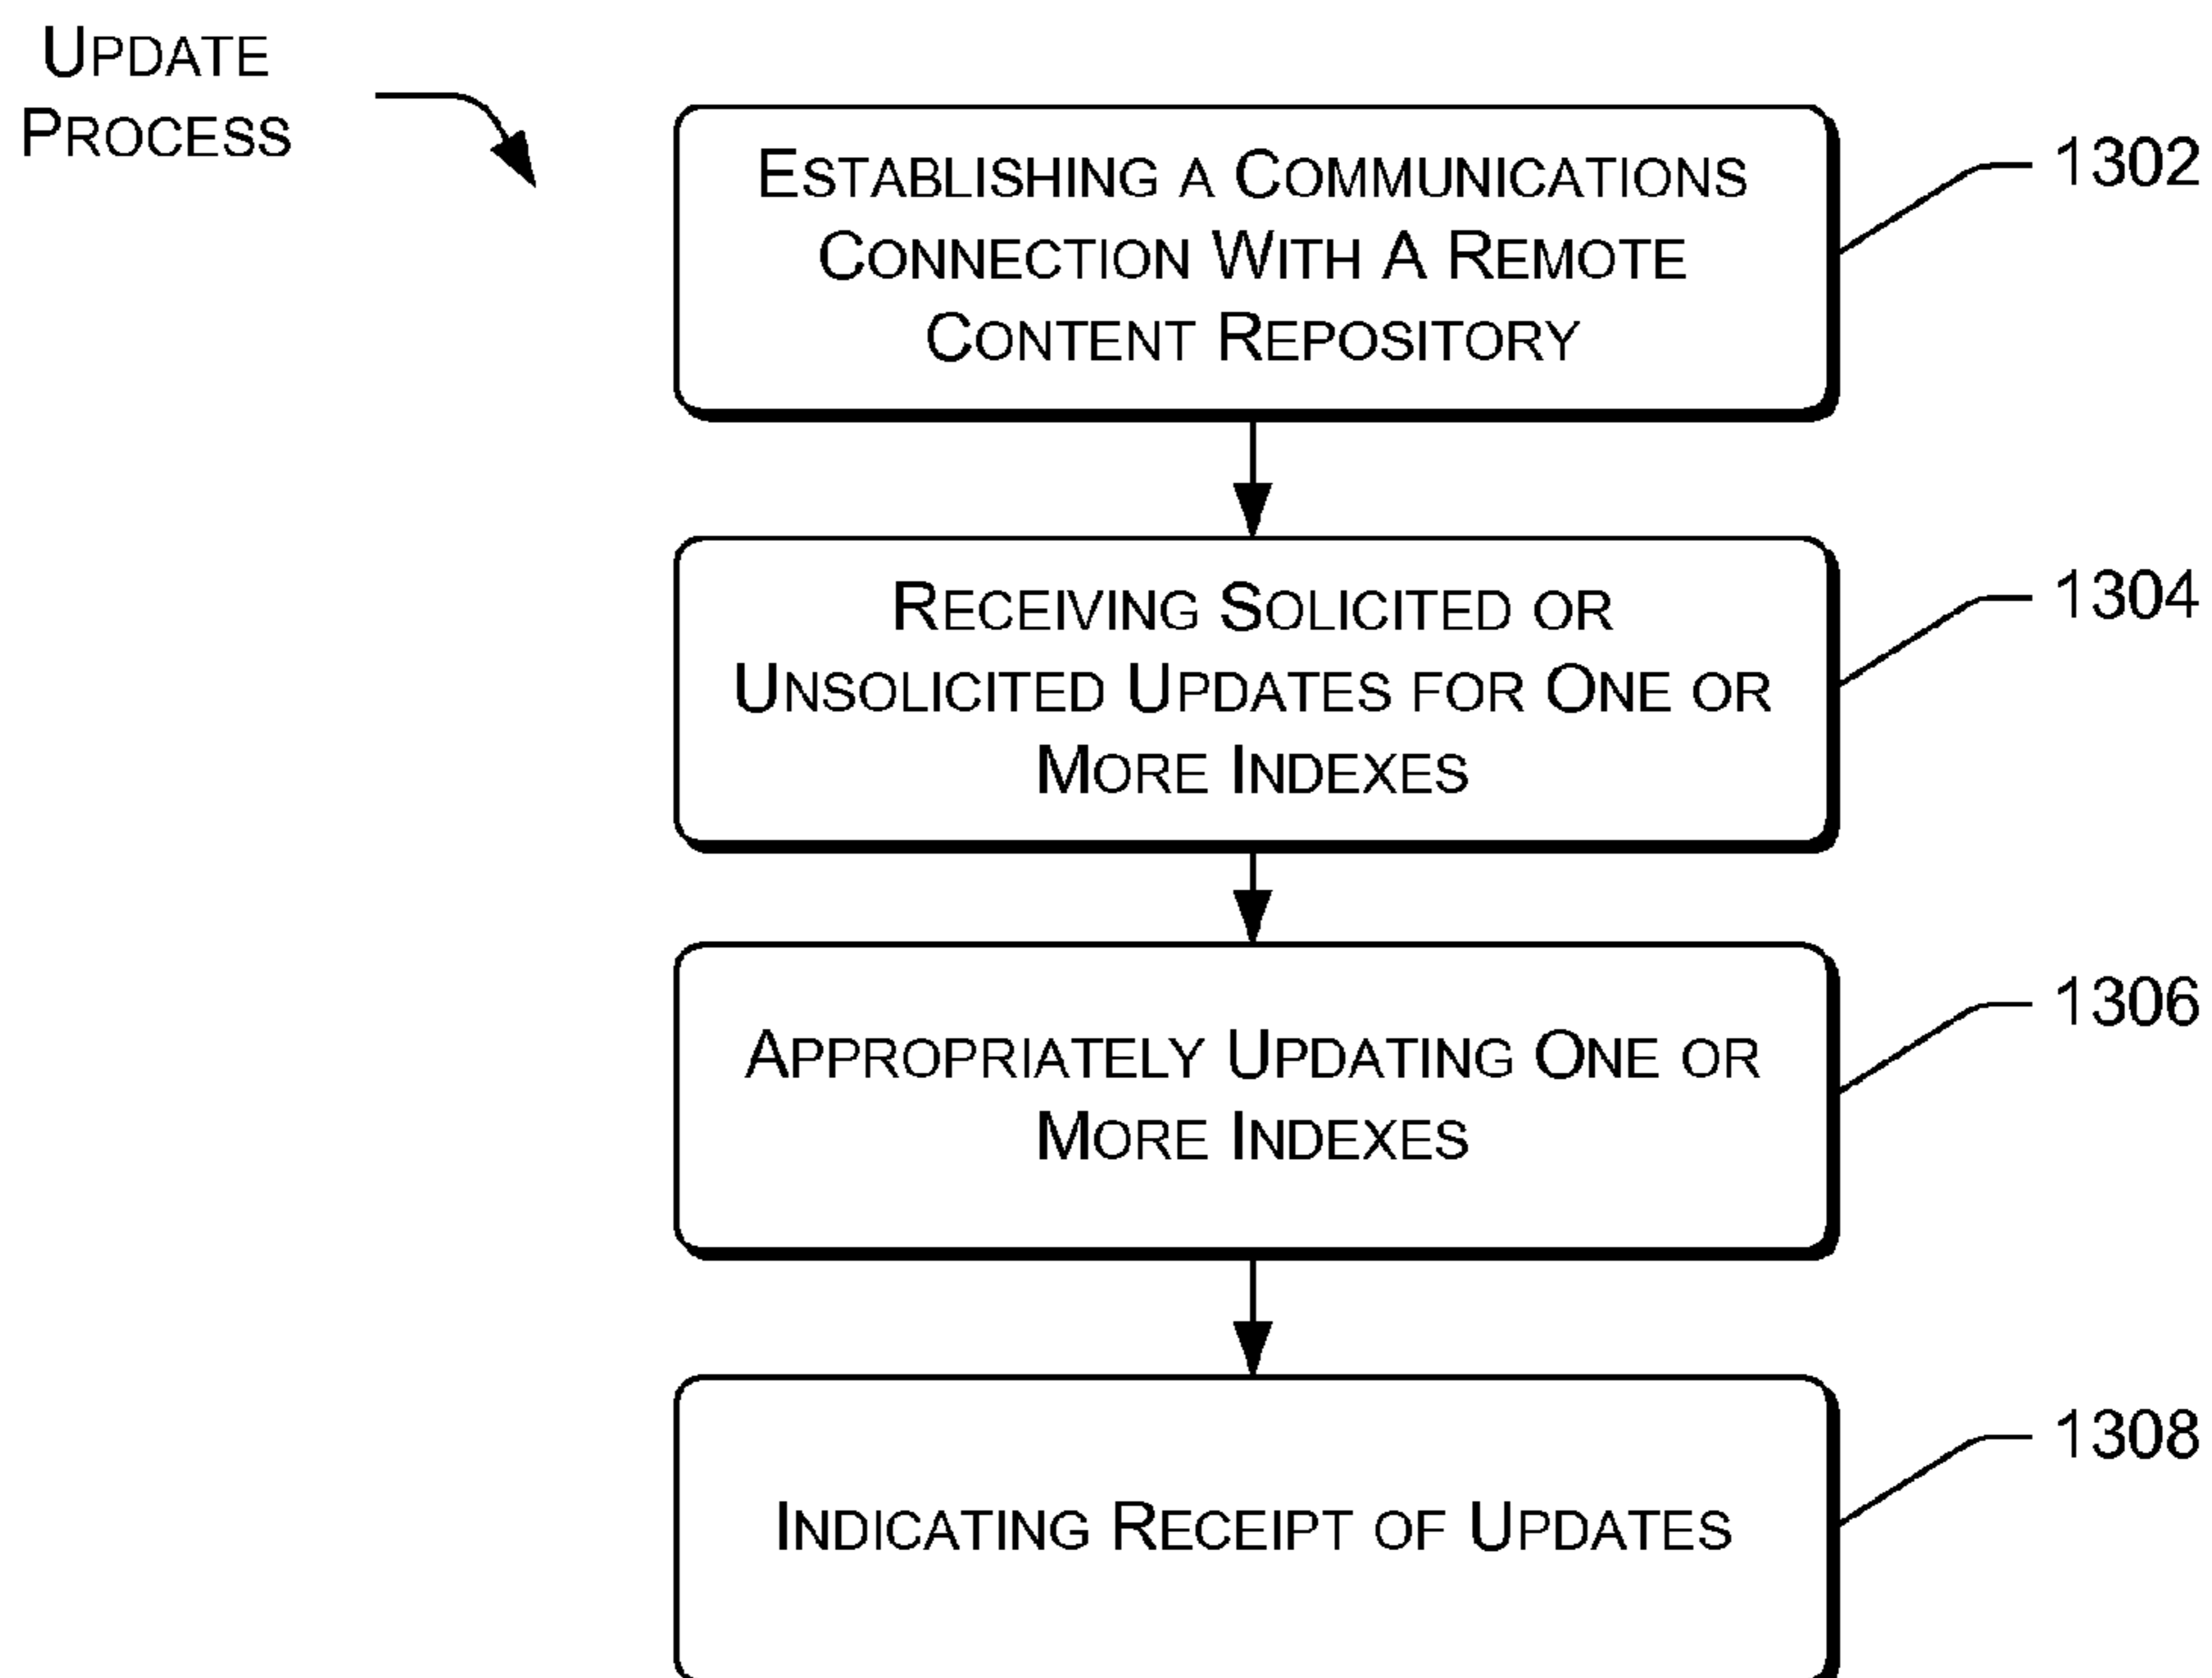 UPDATE
PROCESS
ESTABLISHING A COMMUNICATIONS
CONNECTION WITH A REMOTE
CONTENT REPOSITORY
1302
RECEIVING SOLICITED OR
UNSOLICITED UPDATES FOR ONE OR
MORE INDEXES
1304
APPROPRIATELY UPDATING ONE OR
MORE INDEXES
1306
INDICATING RECEIPT OF UPDATES
1308